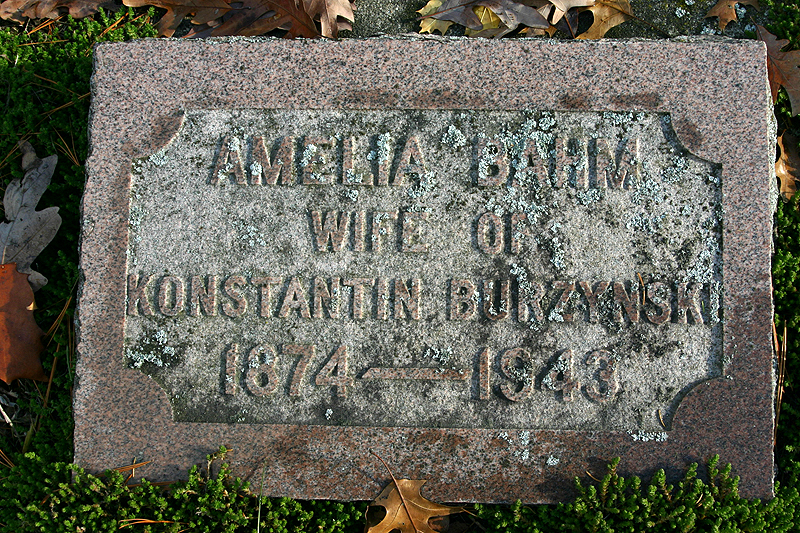 AMELIA BAHM
WIFE OF
KONSTANTIN BURZYNSKI
1874—1943